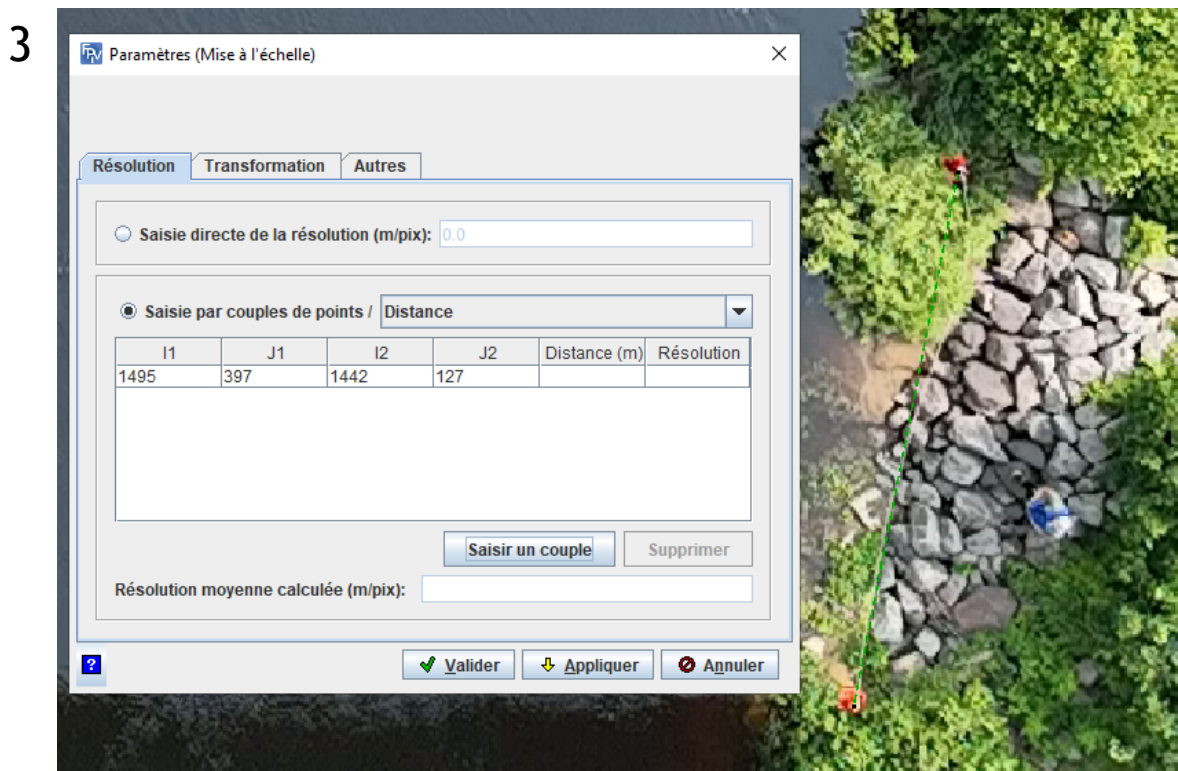 3
FPV Paramètres (Mise à l'échelle)
Résolution Transformation Autres
Saisie directe de la résolution (m/pix): 0.0
Saisie par couples de points / Distance
I1 J1 I2 J2 Distance (m) Résolution
1495 397 1442 127
Saisir un couple Supprimer
Résolution moyenne calculée (m/pix):
? Valider Appliquer Annuler